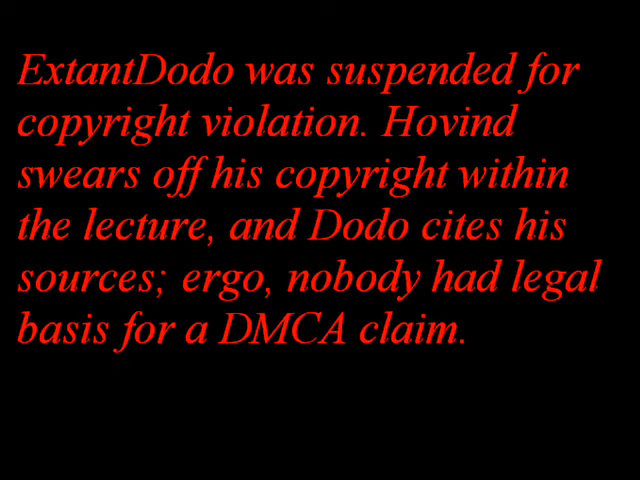 ExtantDodo was suspended for
copyright violation. Hovind
swears off his copyright within
the lecture, and Dodo cites his
sources; ergo, nobody had legal
basis for a DMCA claim.